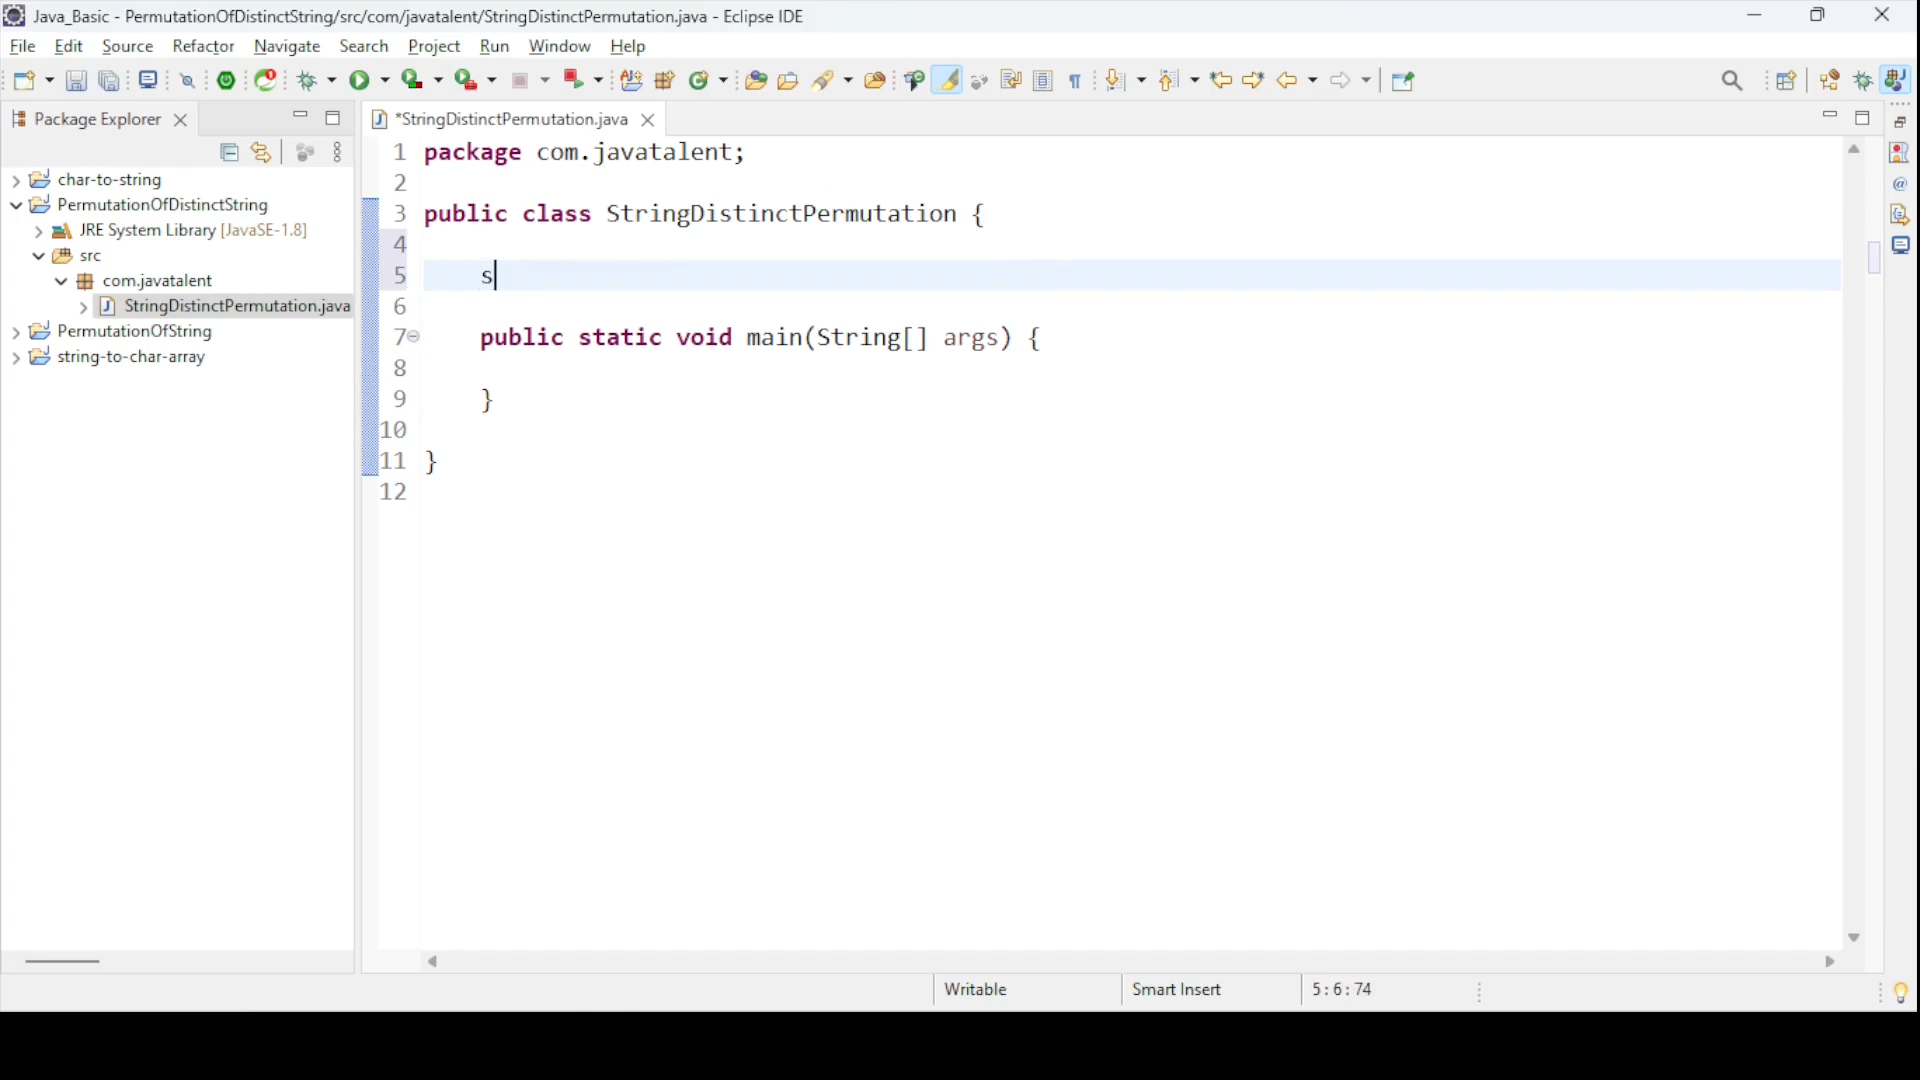 Java_Basic - PermutationOfDistinctString/src/com/javatalent/StringDistinctPermutation.java - Eclipse IDE
File Edit Source Refactor Navigate Search Project Run Window Help
Package Explorer
*StringDistinctPermutation.java
char-to-string
PermutationOfDistinctString
JRE System Library [JavaSE-1.8]
src
com.javatalent
StringDistinctPermutation.java
PermutationOfString
string-to-char-array
1 package com.javatalent;
2
3 public class StringDistinctPermutation {
4
5 s
6
7 public static void main(String[] args) {
8
9 }
10
11 }
12
Writable Smart Insert 5:6:74